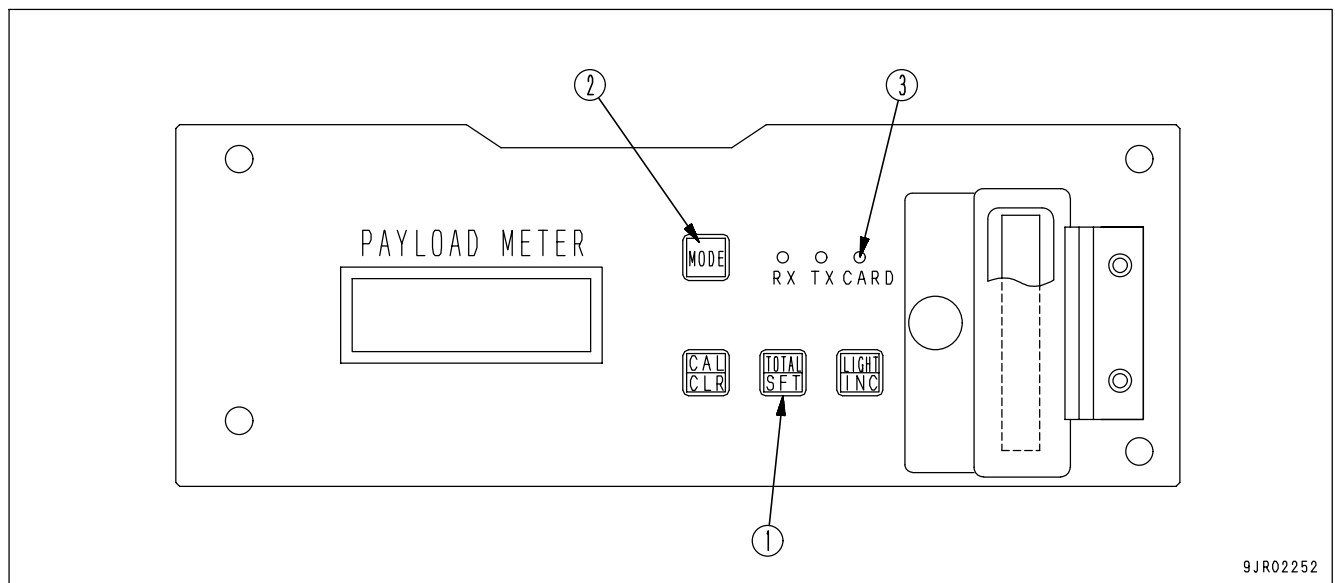 ② ③
PAYLOAD METER
MODE
RX TX CARD
CAL
CLR
TOTAL
SFT
LIGHT
INC
①
9JR02252